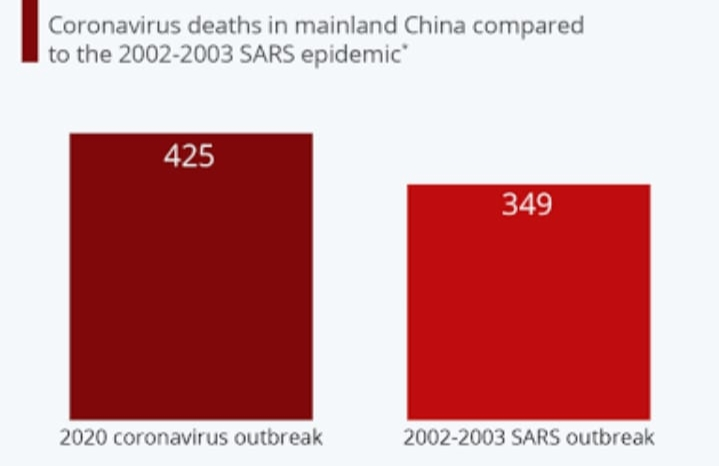 Coronavirus deaths in mainland China compared
to the 2002-2003 SARS epidemic*
425
349
2020 coronavirus outbreak
2002-2003 SARS outbreak